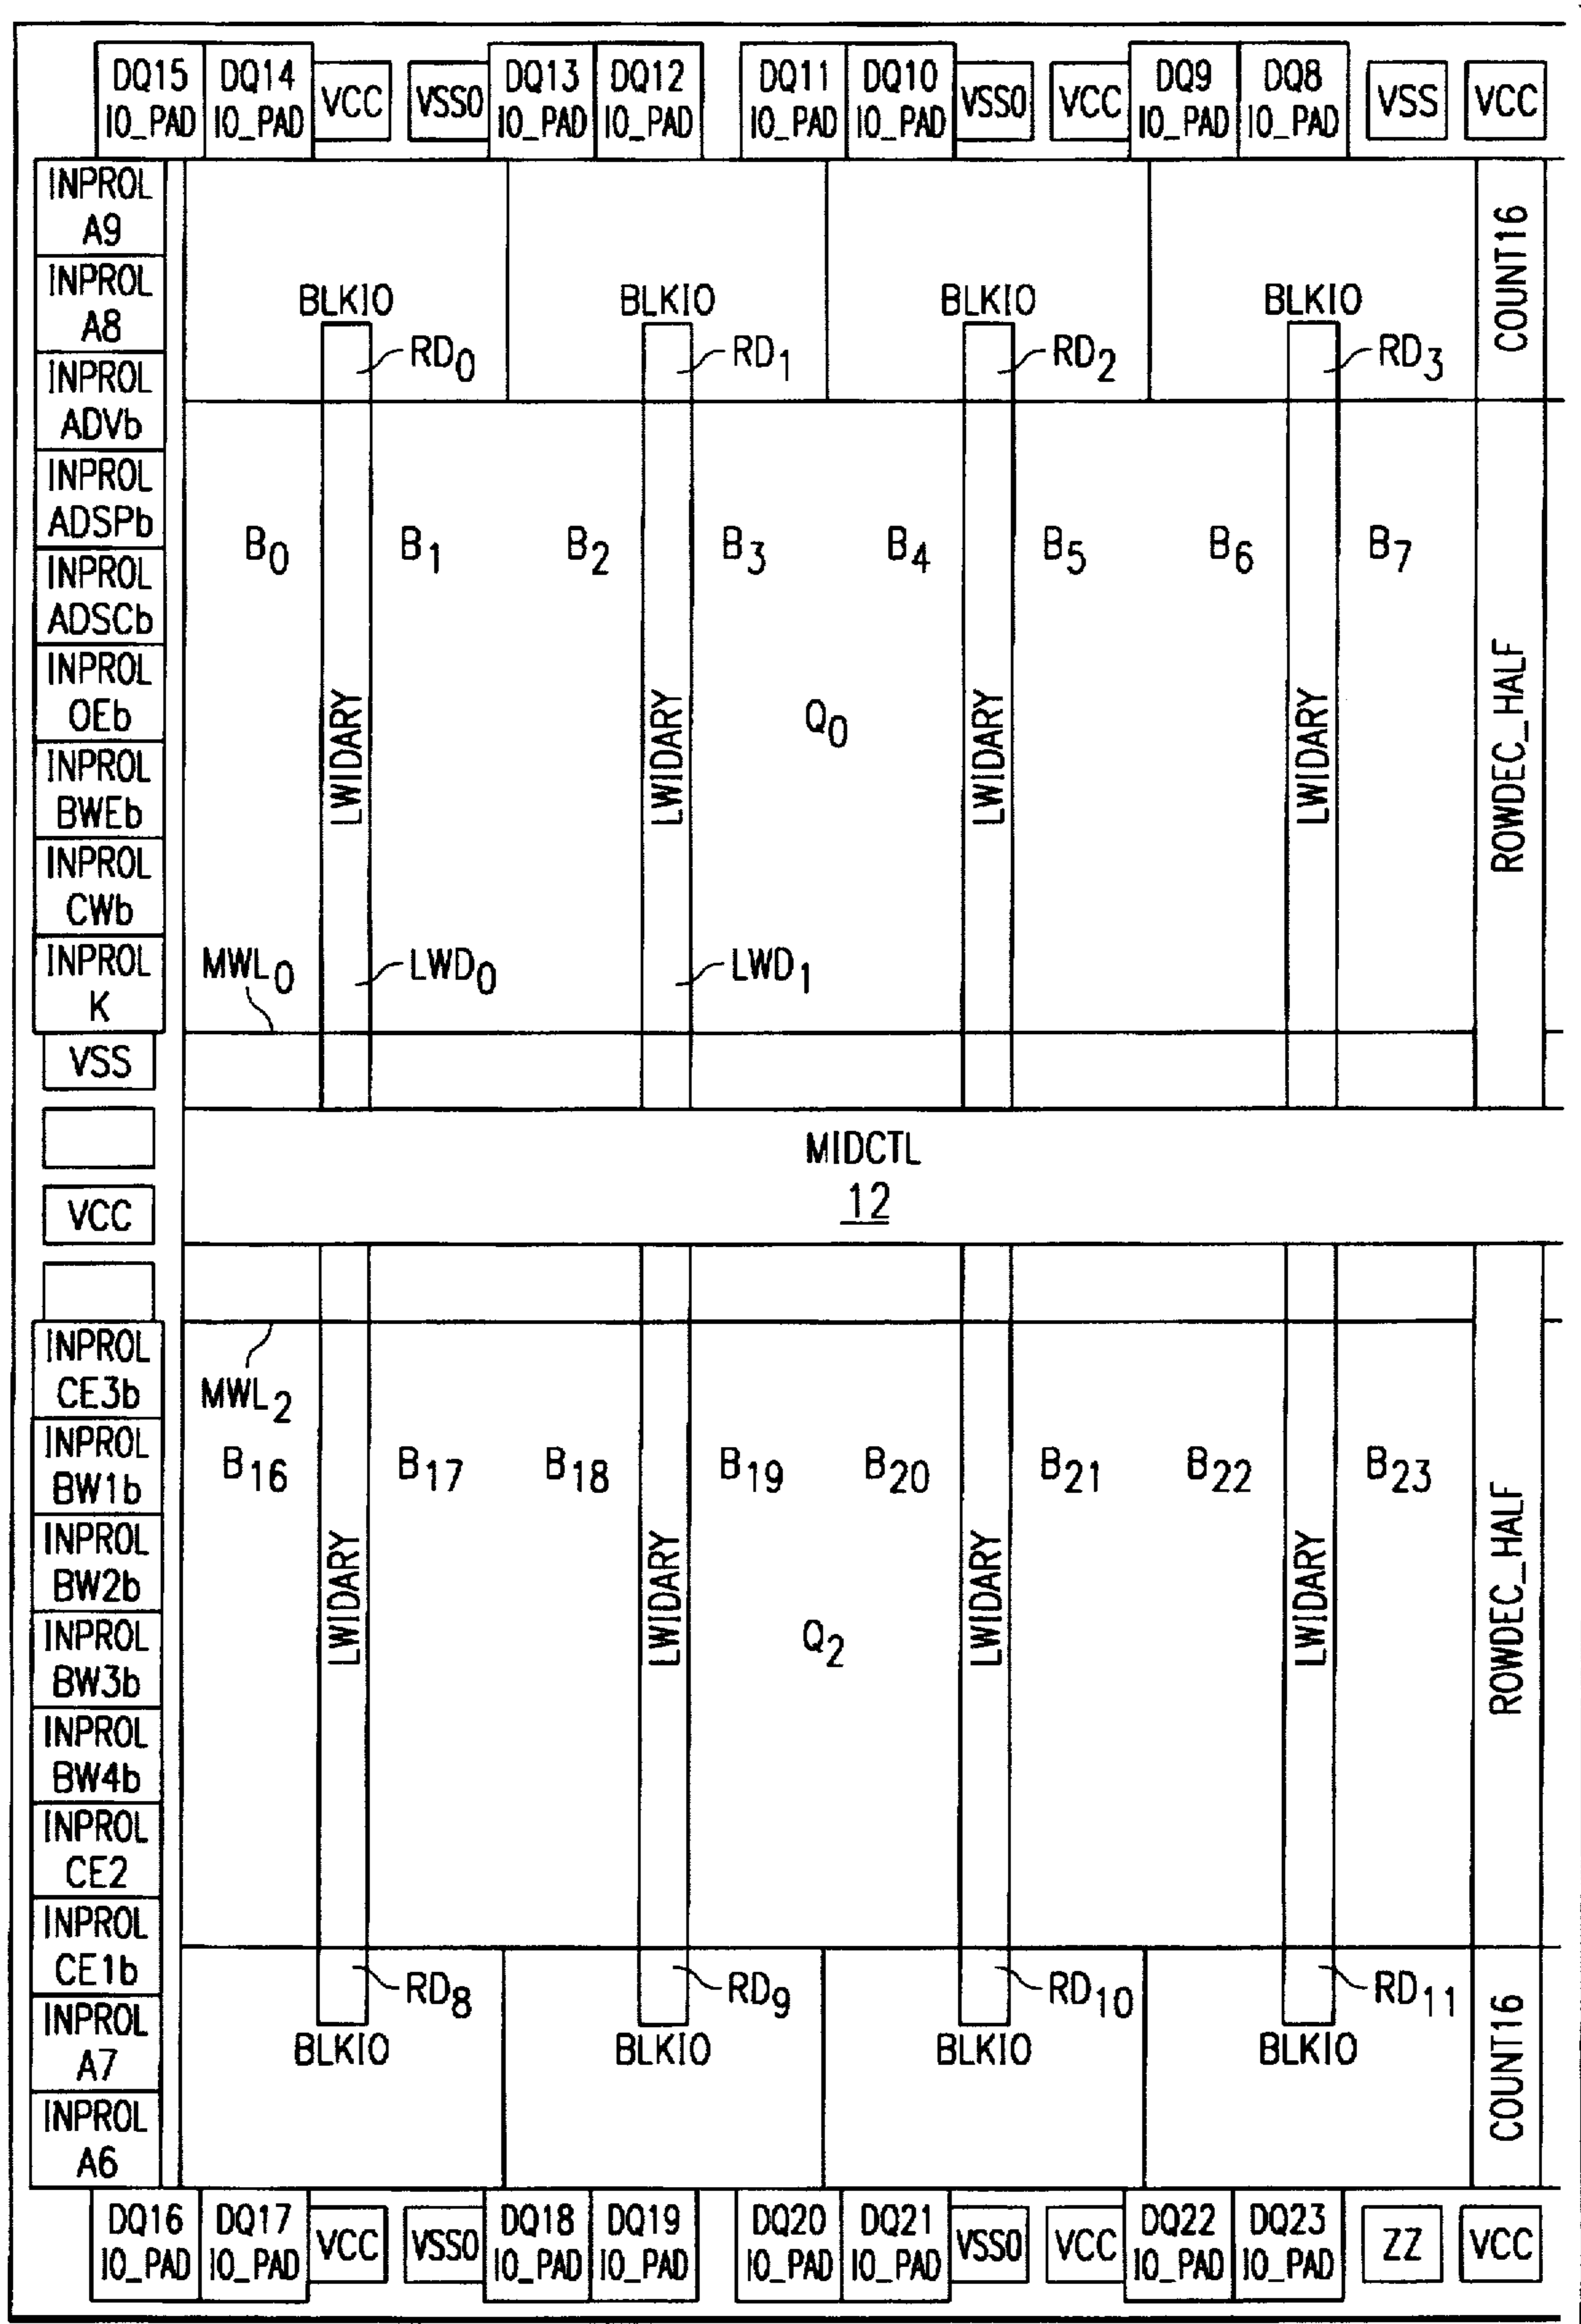 DQ15 DQ14 VCC VSSO DQ13 DQ12 DQ11 DQ10 VSSO VCC DQ9 DQ8 VSS VCC
IO_PAD IO_PAD IO_PAD IO_PAD IO_PAD IO_PAD IO_PAD IO_PAD
INPROL
A9
INPROL
A8
INPROL
ADVb
INPROL
ADSPb
INPROL
ADSCb
INPROL
OEb
INPROL
BWEb
INPROL
CWb
INPROL
K
VSS
VCC
INPROL
CE3b
INPROL
BW1b
INPROL
BW2b
INPROL
BW3b
INPROL
BW4b
INPROL
CE2
INPROL
CE1b
INPROL
A7
INPROL
A6
BLKIO BLKIO BLKIO BLKIO
RD0 RD1 RD2 RD3
COUNT16
B0 B1 B2 B3 B4 B5 B6 B7
LWIDARY LWIDARY Q0 LWIDARY LWIDARY
ROWDEC_HALF
MWL0 LWD0 LWD1
MIDCTL
12
MWL2
B16 B17 B18 B19 B20 B21 B22 B23
LWIDARY LWIDARY Q2 LWIDARY LWIDARY
ROWDEC_HALF
RD8 RD9 RD10 RD11
BLKIO BLKIO BLKIO BLKIO
COUNT16
DQ16 DQ17 VCC VSSO DQ18 DQ19 DQ20 DQ21 VSSO VCC DQ22 DQ23 ZZ VCC
IO_PAD IO_PAD IO_PAD IO_PAD IO_PAD IO_PAD IO_PAD IO_PAD